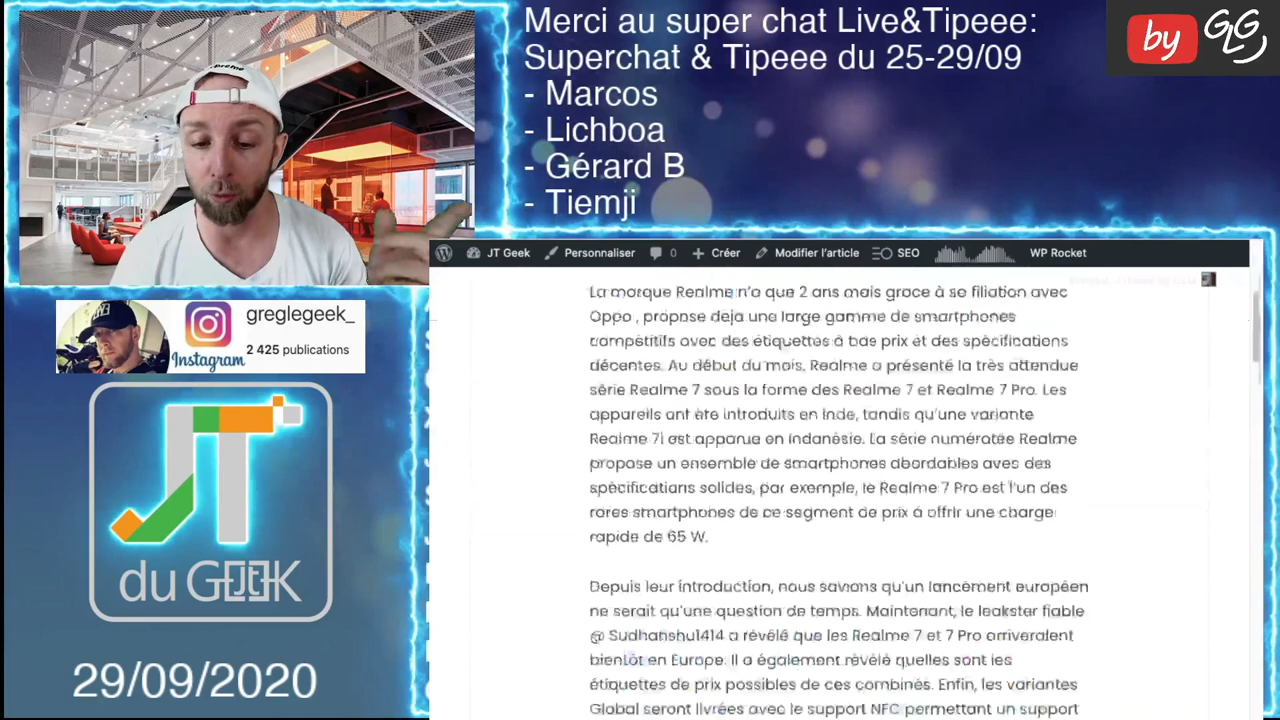 Merci au super chat Live&Tipeee:
Superchat & Tipeee du 25-29/09
- Marcos
- Lichboa
- Gérard B
- Tiemji
by GLG
greglegeek_
Instagram
2 425 publications
JT
du GEEK
29/09/2020
JT Geek Personnaliser 0 Créer Modifier l'article SEO WP Rocket
La marque Realme n'a que 2 ans mais grace à sa filiation avec
Oppo , propose deja une large gamme de smartphones
compétitifs avec des étiquettes à bas prix et des spécifications
décentes. Au début du mois, Realme a présenté la très attendue
série Realme 7 sous la forme des Realme 7 et Realme 7 Pro. Les
appareils ont été introduits en Inde, tandis qu'une variante
Realme 7i est apparue en Indonésie. La série numérotée Realme
propose un ensemble de smartphones abordables avec des
spécifications solides, par exemple, le Realme 7 Pro est l'un des
rares smartphones de ce segment de prix à offrir une charge
rapide de 65 W.
Depuis leur introduction, nous savons qu'un lancement européen
ne serait qu'une question de temps. Maintenant, le leakster fiable
@ Sudhanshu1414 a révélé que les Realme 7 et 7 Pro arriveraient
bientôt en Europe. Il a également révélé quelles sont les
étiquettes de prix possibles de ces combinés. Enfin, les variantes
Global seront livrées avec le support NFC permettant un support